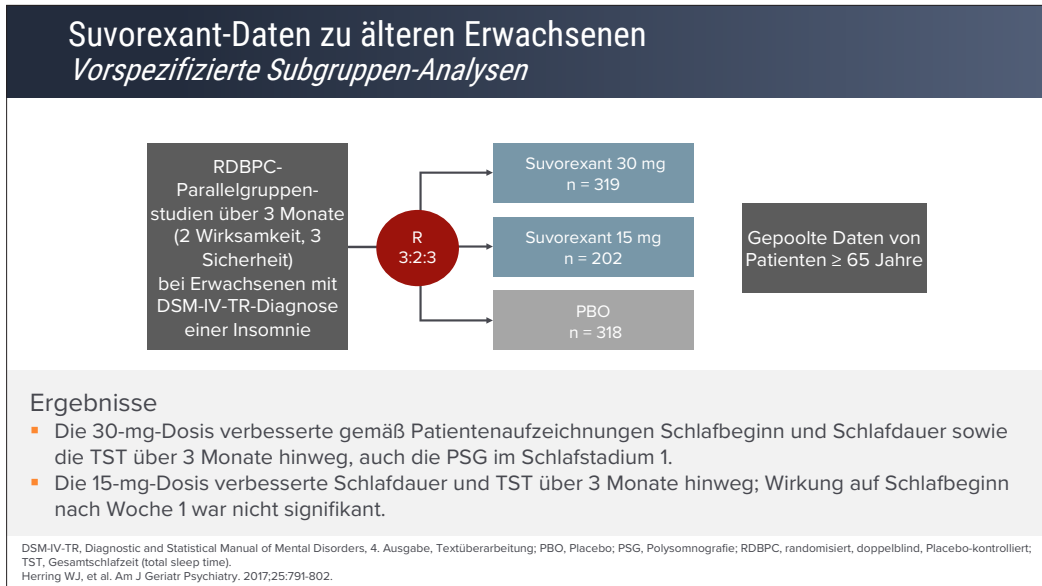 Suvorexant-Daten zu älteren Erwachsenen
Vorspezifizierte Subgruppen-Analysen
RDBPC-
Parallelgruppen-
studien über 3 Monate
(2 Wirksamkeit, 3
Sicherheit)
bei Erwachsenen mit
DSM-IV-TR-Diagnose
einer Insomnie
R
3:2:3
Suvorexant 30 mg
n = 319
Suvorexant 15 mg
n = 202
PBO
n = 318
Gepoolte Daten von
Patienten ≥ 65 Jahre
Ergebnisse
▪ Die 30-mg-Dosis verbesserte gemäß Patientenaufzeichnungen Schlafbeginn und Schlafdauer sowie
die TST über 3 Monate hinweg, auch die PSG im Schlafstadium 1.
▪ Die 15-mg-Dosis verbesserte Schlafdauer und TST über 3 Monate hinweg; Wirkung auf Schlafbeginn
nach Woche 1 war nicht signifikant.
DSM-IV-TR, Diagnostic and Statistical Manual of Mental Disorders, 4. Ausgabe, Textüberarbeitung; PBO, Placebo; PSG, Polysomnografie; RDBPC, randomisiert, doppelblind, Placebo-kontrolliert;
TST, Gesamtschlafzeit (total sleep time).
Herring WJ, et al. Am J Geriatr Psychiatry. 2017;25:791-802.